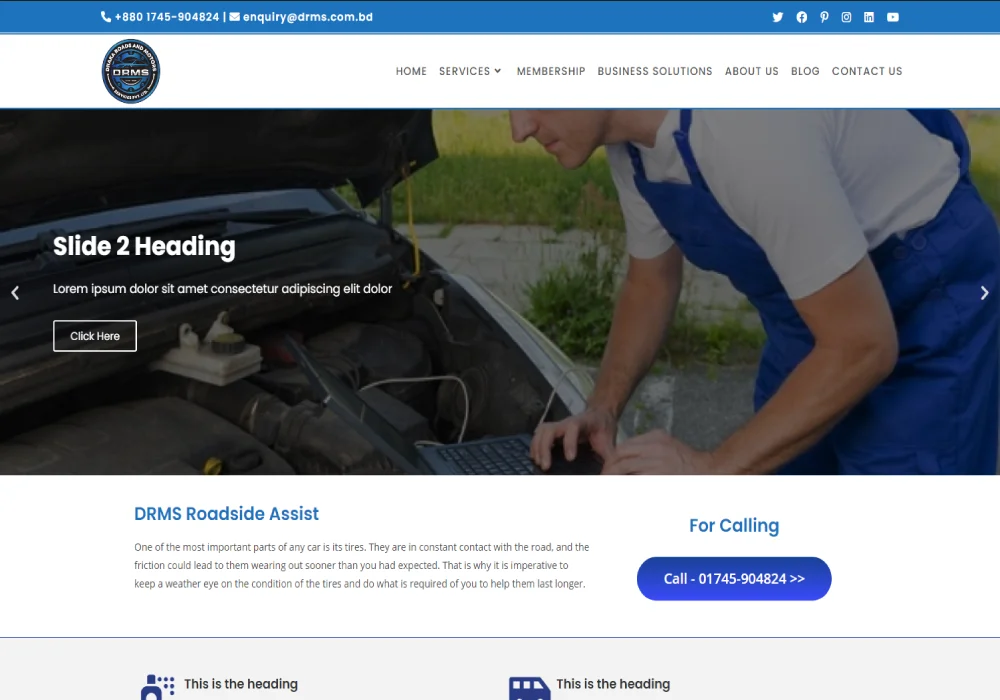 +880 1745-904824 | enquiry@drms.com.bd
DHAKA ROADS AND MOTORS
DRMS
SERVICES PVT. LTD.
HOME SERVICES MEMBERSHIP BUSINESS SOLUTIONS ABOUT US BLOG CONTACT US
Slide 2 Heading
Lorem ipsum dolor sit amet consectetur adipiscing elit dolor
Click Here
DRMS Roadside Assist
One of the most important parts of any car is its tires. They are in constant contact with the road, and the
friction could lead to them wearing out sooner than you had expected. That is why it is imperative to
keep a weather eye on the condition of the tires and do what is required of you to help them last longer.
For Calling
Call - 01745-904824 >>
This is the heading
This is the heading